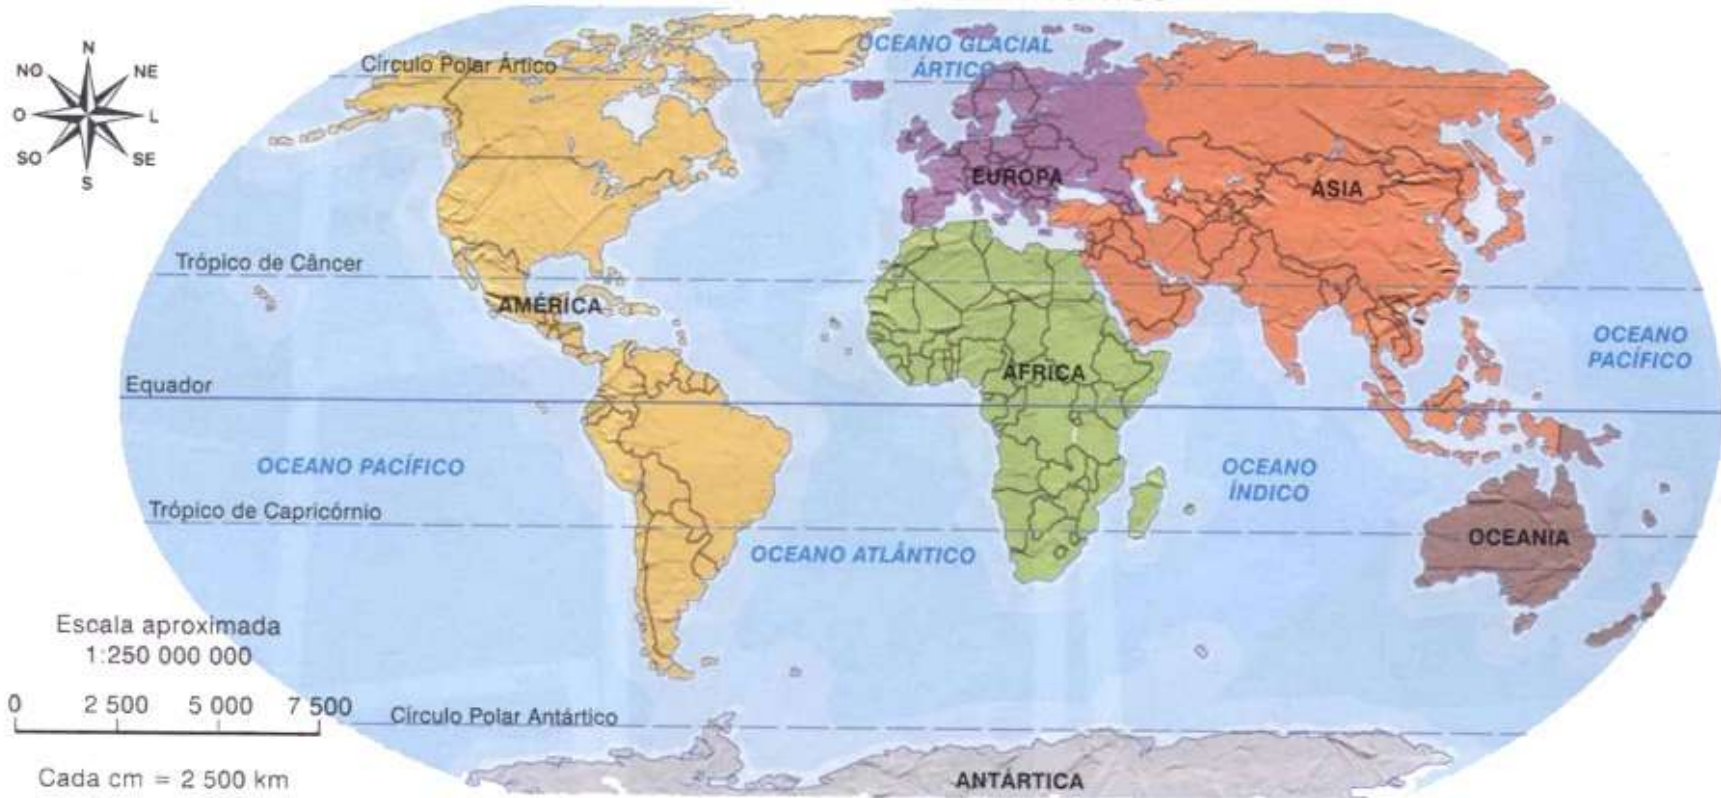 OCEANO GLACIAL
ÁRTICO
Círculo Polar Ártico
N
NO
NE
O
L
SO
SE
S
EUROPA
ÁSIA
Trópico de Câncer
AMÉRICA
OCEANO
PACÍFICO
ÁFRICA
Equador
OCEANO PACÍFICO
OCEANO
ÍNDICO
Trópico de Capricórnio
OCEANIA
OCEANO ATLÂNTICO
Escala aproximada
1:250 000 000
0 2 500 5 000 7 500
Círculo Polar Antártico
Cada cm = 2 500 km
ANTÁRTICA